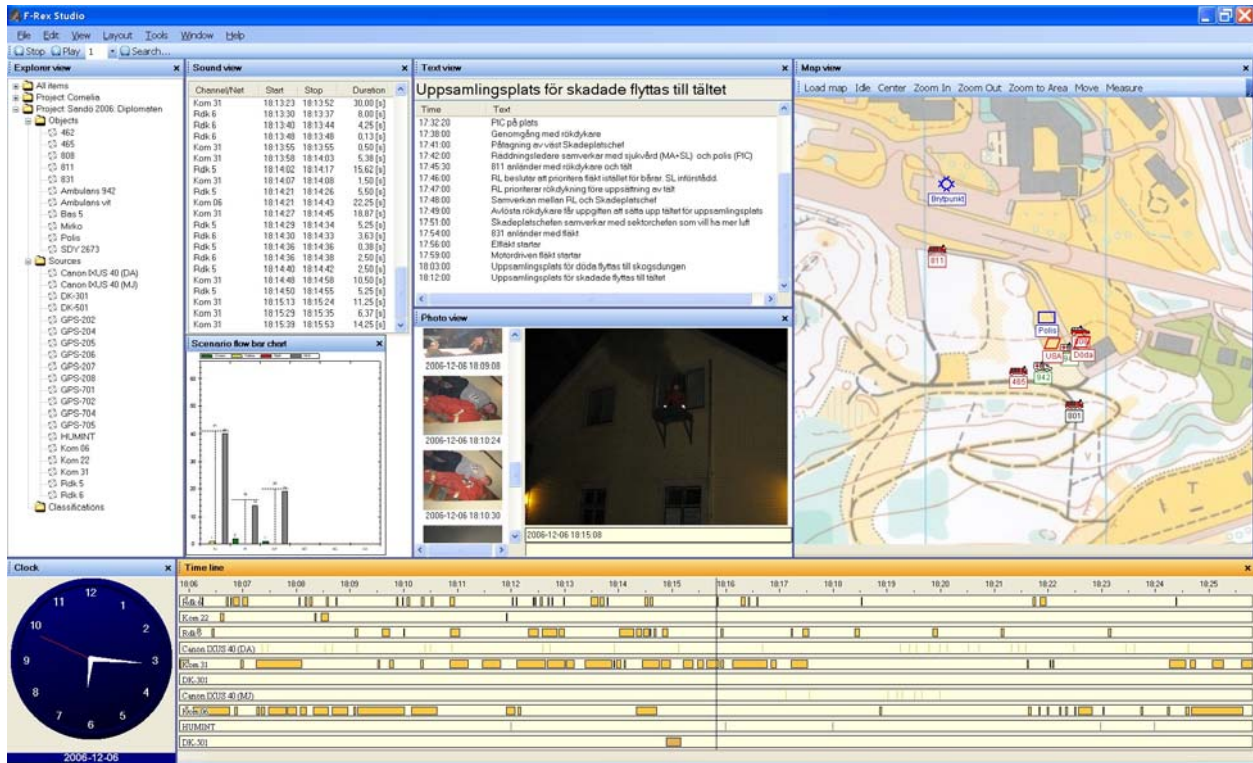 F-Rex Studio
File Edit View Layout Tools Window Help
Stop Play 1 Search...
Explorer view
All items
Project Cornelia
Project Sandö 2006: Diplomaten
Objects
462
465
808
811
831
Ambulans 942
Ambulans vit
Bas 5
Mirko
Polis
SDY 2673
Sources
Canon IXUS 40 (DA)
Canon IXUS 40 (MJ)
DK-301
DK-501
GPS-202
GPS-204
GPS-205
GPS-206
GPS-207
GPS-208
GPS-701
GPS-702
GPS-704
GPS-705
HUMINT
Kom 06
Kom 22
Kom 31
Rdk 5
Rdk 6
Classifications
Sound view
Channel/Net Start Stop Duration
Kom 31 18:13:23 18:13:52 30,00 [s]
Rdk 6 18:13:30 18:13:37 8,00 [s]
Rdk 6 18:13:40 18:13:44 4,25 [s]
Rdk 6 18:13:48 18:13:48 0,13 [s]
Kom 31 18:13:55 18:13:55 0,50 [s]
Kom 31 18:13:58 18:14:03 5,38 [s]
Rdk 5 18:14:02 18:14:17 15,62 [s]
Kom 31 18:14:07 18:14:08 1,50 [s]
Rdk 5 18:14:21 18:14:26 5,50 [s]
Kom 06 18:14:21 18:14:43 22,25 [s]
Kom 31 18:14:27 18:14:45 18,87 [s]
Rdk 5 18:14:29 18:14:34 5,25 [s]
Rdk 6 18:14:30 18:14:33 3,63 [s]
Rdk 5 18:14:36 18:14:36 0,38 [s]
Rdk 6 18:14:36 18:14:38 2,50 [s]
Rdk 5 18:14:40 18:14:42 2,50 [s]
Kom 31 18:14:48 18:14:58 10,50 [s]
Rdk 5 18:14:50 18:14:55 5,25 [s]
Kom 31 18:15:13 18:15:24 11,25 [s]
Kom 31 18:15:29 18:15:35 6,37 [s]
Kom 31 18:15:39 18:15:53 14,25 [s]
Scenario flow bar chart
Text view
Uppsamlingsplats för skadade flyttas till tältet
Time Text
17:32:20 PIC på plats
17:38:00 Genomgång med rökdykare
17:41:00 Påtagning av väst Skadeplatschef
17:42:00 Räddningsledare samverkar med sjukvård (MA+SL) och polis (PIC)
17:45:30 811 anländer med rökdykare och tält
17:46:00 RL besluter att prioritera fläkt istället för bårar. SL införstådd.
17:47:00 RL prioriterar rökdykning före uppsättning av tält
17:48:00 Samverkan mellan RL och Skadeplatschef
17:49:00 Avlösta rökdykare får uppgiften att sätta upp tältet för uppsamlingsplats
17:51:00 Skadeplatschefen samverkar med sektorchefen som vill ha mer luft
17:54:00 831 anländer med fläkt
17:56:00 Elfläkt startar
17:59:00 Motordriven fläkt startar
18:03:00 Uppsamlingsplats för döda flyttas till skogsdungen
18:12:00 Uppsamlingsplats för skadade flyttas till tältet
Photo view
2006-12-06 18:09:08
2006-12-06 18:10:24
2006-12-06 18:10:30
2006-12-06 18:15:08
Map view
Load map Idle Center Zoom In Zoom Out Zoom to Area Move Measure
Brytpunkt
811
Polis
USA
Döda
465
942
801
Clock
12
11 1
10 2
9 3
8 4
7 5
6
2006-12-06
Time line
18:06 18:07 18:08 18:09 18:10 18:11 18:12 18:13 18:14 18:15 18:16 18:17 18:18 18:19 18:20 18:21 18:22 18:23 18:24 18:25
Kom 22
Canon IXUS 40 (DA)
Kom 31
DK-301
Canon IXUS 40 (MJ)
Kom 06
HUMINT
DK-501